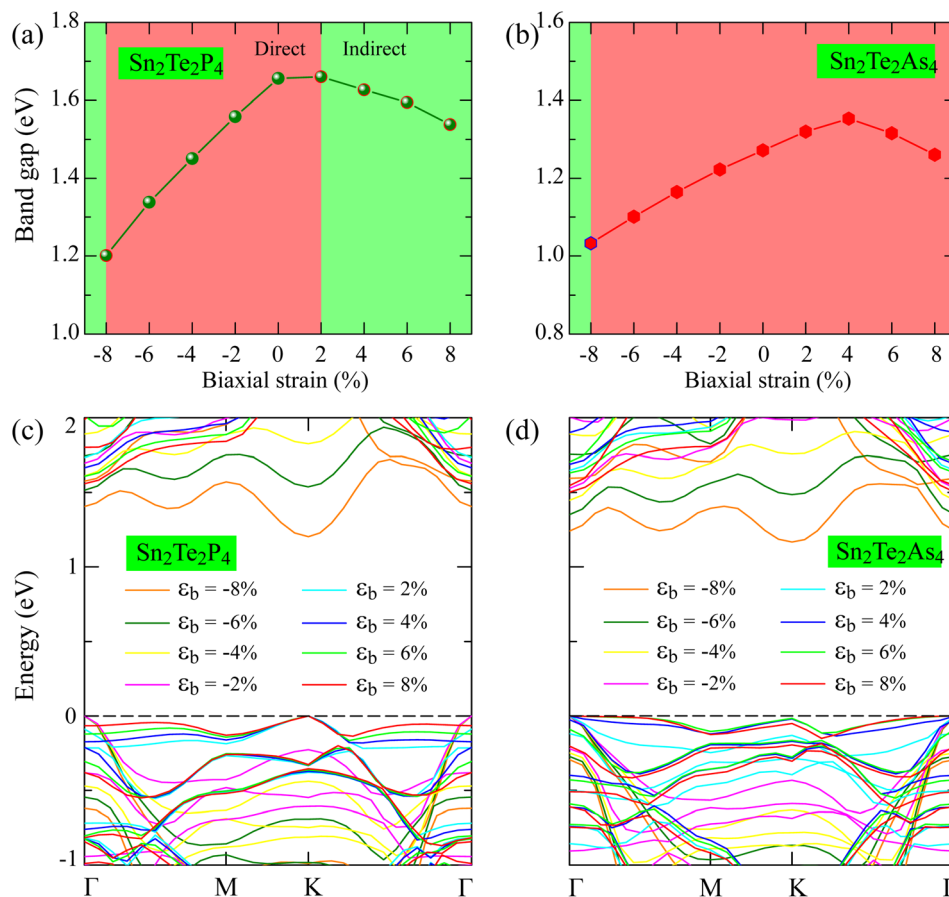 (a)
1.8
1.6
1.4
1.2
1.0
Band gap (eV)
Sn₂Te₂P₄
Direct
Indirect
-8 -6 -4 -2 0 2 4 6 8
Biaxial strain (%)
(b)
1.6
1.4
1.2
1.0
0.8
Sn₂Te₂As₄
-8 -6 -4 -2 0 2 4 6 8
Biaxial strain (%)
(c)
2
1
0
-1
Energy (eV)
Sn₂Te₂P₄
εb = -8% εb = 2%
εb = -6% εb = 4%
εb = -4% εb = 6%
εb = -2% εb = 8%
Γ M K Γ
(d)
Sn₂Te₂As₄
εb = -8% εb = 2%
εb = -6% εb = 4%
εb = -4% εb = 6%
εb = -2% εb = 8%
Γ M K